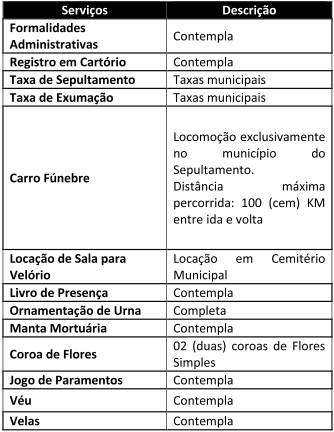 Serviços Descrição
Formalidades
Administrativas
Contempla
Registro em Cartório Contempla
Taxa de Sepultamento Taxas municipais
Taxa de Exumação Taxas municipais
Carro Fúnebre
Locomoção exclusivamente
no município do
Sepultamento.
Distância máxima
percorrida: 100 (cem) KM
entre ida e volta
Locação de Sala para
Velório
Locação em Cemitério
Municipal
Livro de Presença Contempla
Ornamentação de Urna Completa
Manta Mortuária Contempla
Coroa de Flores
02 (duas) coroas de Flores
Simples
Jogo de Paramentos Contempla
Véu Contempla
Velas Contempla